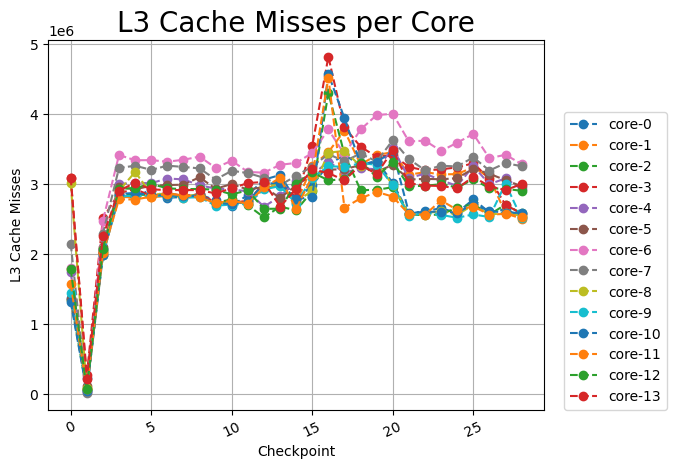 L3 Cache Misses per Core
1e6
5
4
3
2
1
0
L3 Cache Misses
0
5
10
15
20
25
Checkpoint
core-0
core-1
core-2
core-3
core-4
core-5
core-6
core-7
core-8
core-9
core-10
core-11
core-12
core-13